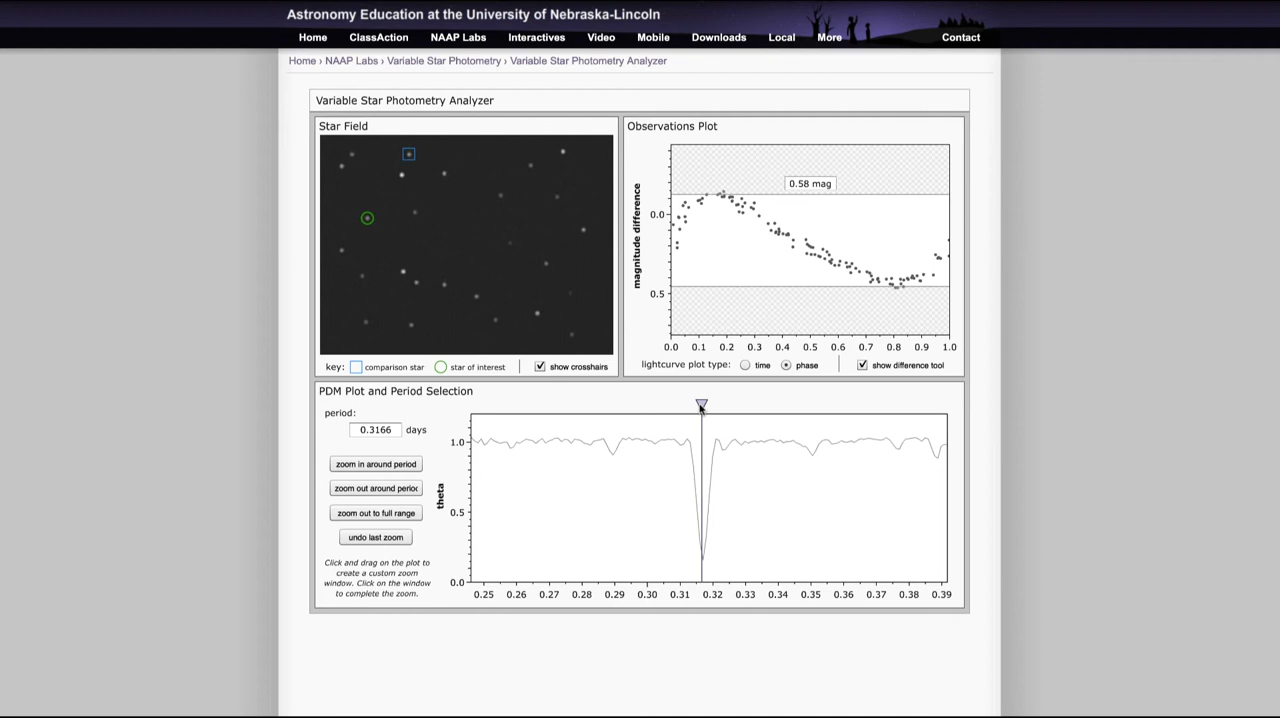 Astronomy Education at the University of Nebraska-Lincoln
Home ClassAction NAAP Labs Interactives Video Mobile Downloads Local More Contact
Home › NAAP Labs › Variable Star Photometry › Variable Star Photometry Analyzer
Variable Star Photometry Analyzer
Star Field
key: comparison star star of interest show crosshairs
Observations Plot
0.58 mag
magnitude difference
0.0
0.5
0.0 0.1 0.2 0.3 0.4 0.5 0.6 0.7 0.8 0.9 1.0
lightcurve plot type: time phase show difference tool
PDM Plot and Period Selection
period:
0.3166 days
zoom in around period
zoom out around perioc
zoom out to full range
undo last zoom
Click and drag on the plot to
create a custom zoom
window. Click on the window
to complete the zoom.
theta
1.0
0.5
0.0
0.25 0.26 0.27 0.28 0.29 0.30 0.31 0.32 0.33 0.34 0.35 0.36 0.37 0.38 0.39